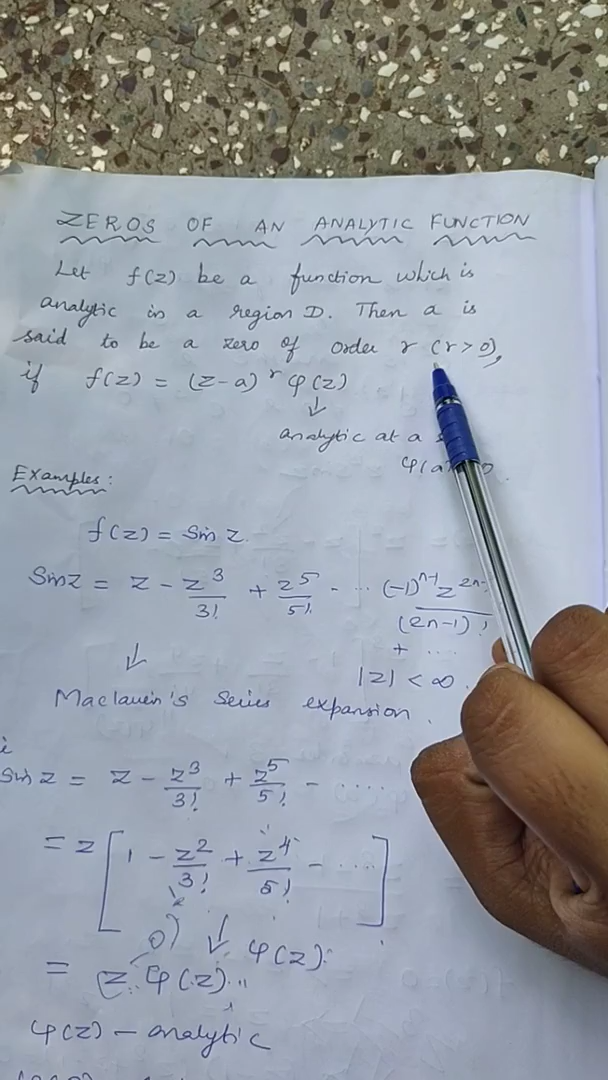 ZEROS OF AN ANALYTIC FUNCTION
Let f(z) be a function which is
analytic in a region D. Then a is
said to be a zero of order r (r > 0),
if f(z) = (z-a)^r φ(z)
↓
analytic at a
φ(a)
Examples:
f(z) = Sin z.
Sin z = z - z^3/3! + z^5/5! - ... (-1)^{n-1} z^{2n-
(2n-1)!
+ ....
↓ |z| < ∞.
Maclauin's Series expansion.
Sin z = z - z^3/3! + z^5/5! - .....
= z [1 - z^2/3! + z^4/5! - ....]
0) ↓ φ(z).
= z φ(z)..
φ(z) - analytic